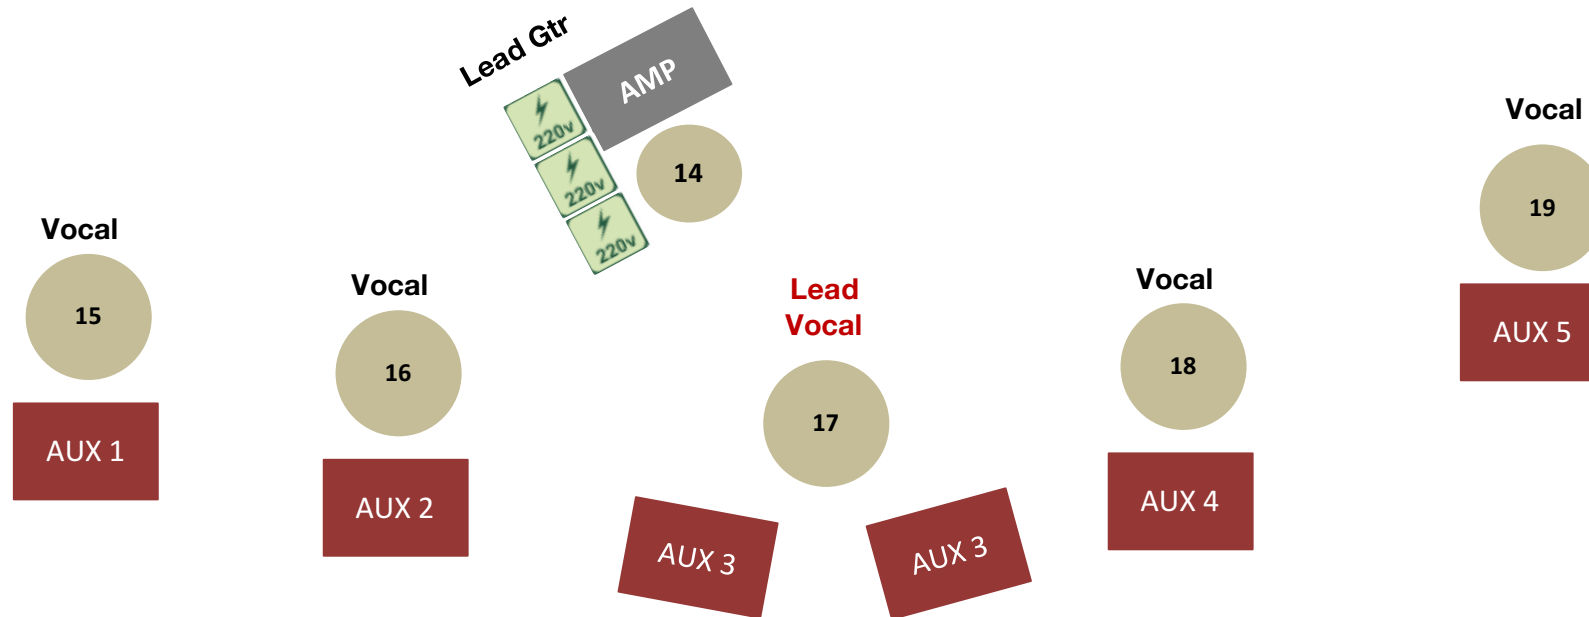 Lead Gtr
AMP
220v
220v
220v
14
Vocal
15
AUX 1
Vocal
16
AUX 2
Lead
Vocal
17
AUX 3
AUX 3
Vocal
18
AUX 4
Vocal
19
AUX 5